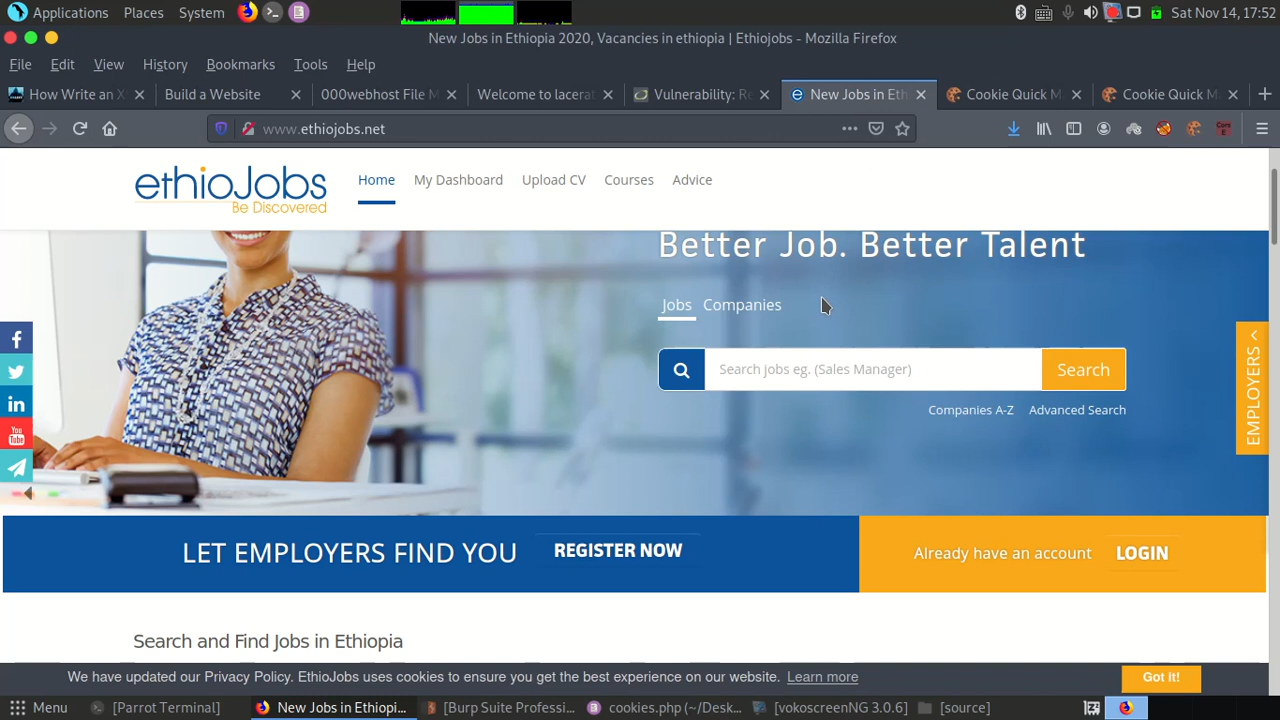 Applications Places System Sat Nov 14, 17:52
New Jobs in Ethiopia 2020, Vacancies in ethiopia | Ethiojobs - Mozilla Firefox
File Edit View History Bookmarks Tools Help
How Write an X Build a Website 000webhost File M Welcome to lacerat Vulnerability: Re New Jobs in Eth Cookie Quick M Cookie Quick Ma
www.ethiojobs.net
ethioJobs
Be Discovered
Home My Dashboard Upload CV Courses Advice
Better Job. Better Talent
Jobs Companies
Search jobs eg. (Sales Manager) Search
Companies A-Z Advanced Search
EMPLOYERS
You
Tube
LET EMPLOYERS FIND YOU REGISTER NOW Already have an account LOGIN
Search and Find Jobs in Ethiopia
We have updated our Privacy Policy. EthioJobs uses cookies to ensure you get the best experience on our website. Learn more Got it!
Menu [Parrot Terminal] New Jobs in Ethiopi... [Burp Suite Professi... cookies.php (~/Desk... [vokoscreenNG 3.0.6] [source]